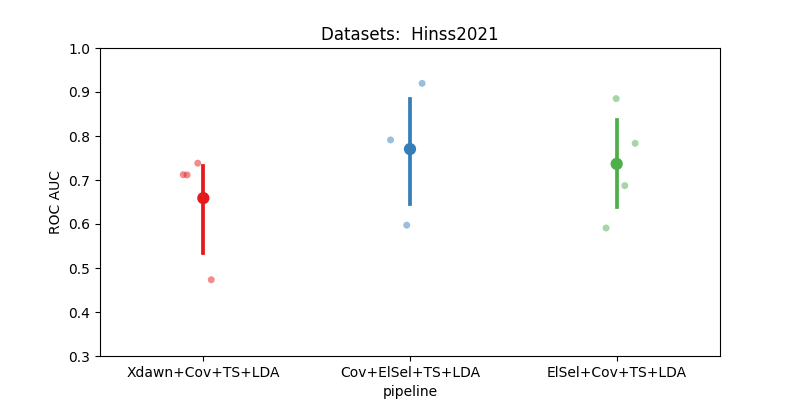 Datasets:  Hinss2021
1.0
0.9
0.8
0.7
0.6
0.5
0.4
0.3
ROC AUC
Xdawn+Cov+TS+LDA
Cov+ElSel+TS+LDA
ElSel+Cov+TS+LDA
pipeline